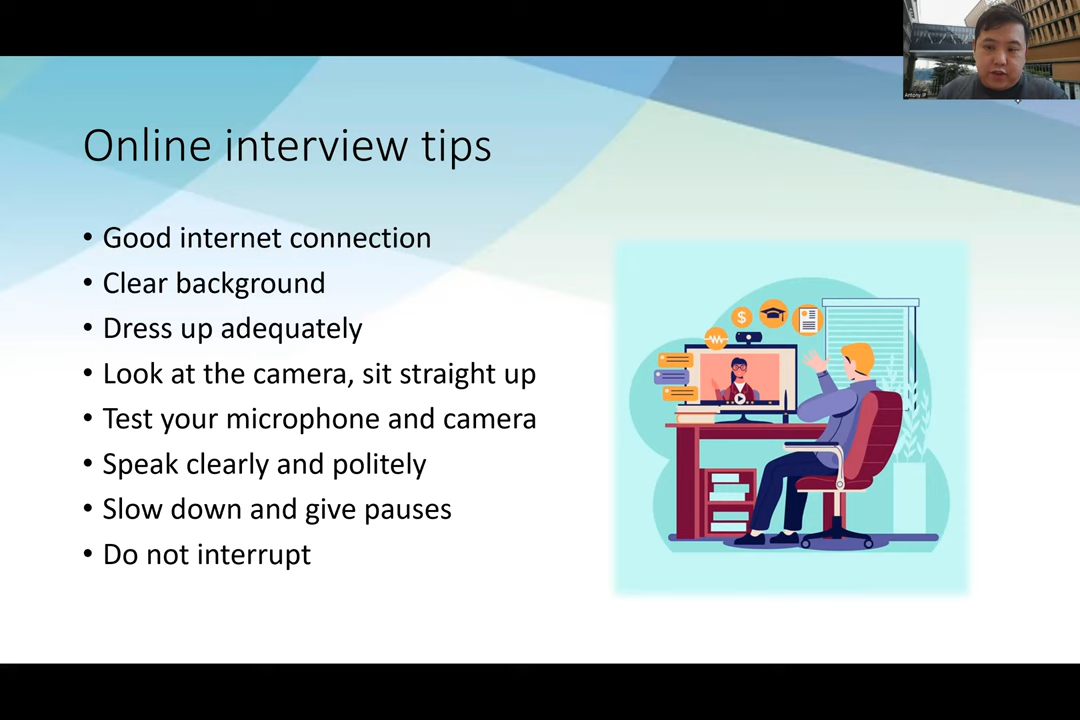 Online interview tips
• Good internet connection
• Clear background
• Dress up adequately
• Look at the camera, sit straight up
• Test your microphone and camera
• Speak clearly and politely
• Slow down and give pauses
• Do not interrupt
$